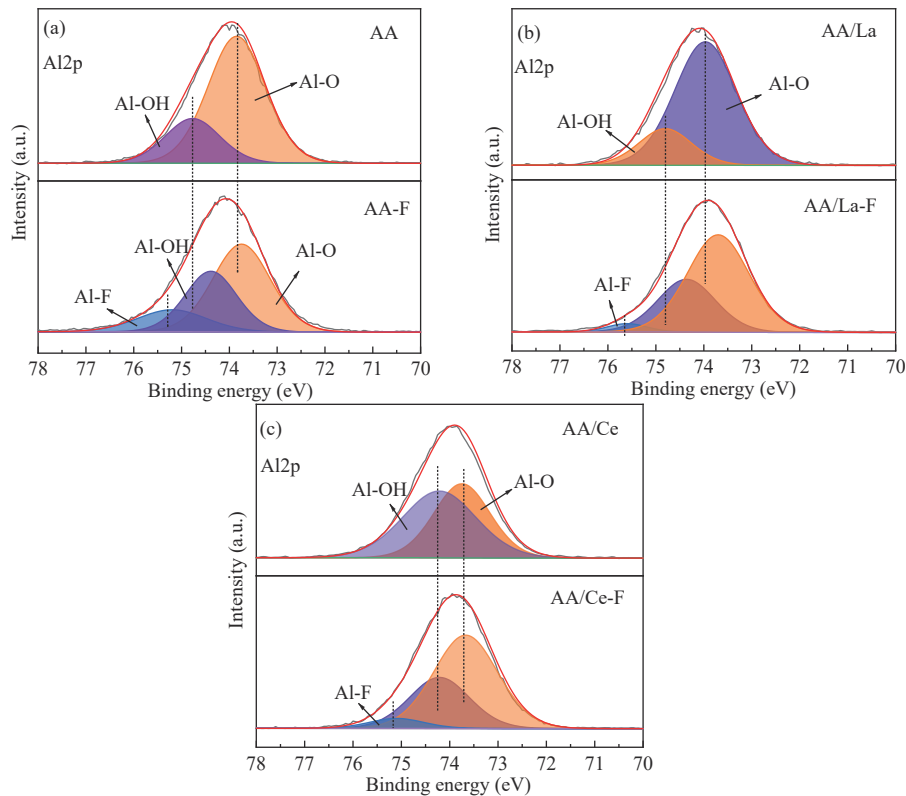 (a)
AA
Al2p
Al-OH
Al-O
AA-F
Al-OH
Al-O
Al-F
Intensity (a.u.)
78 77 76 75 74 73 72 71 70
Binding energy (eV)
(b)
AA/La
Al2p
Al-O
Al-OH
AA/La-F
Al-F
Intensity (a.u.)
78 77 76 75 74 73 72 71 70
Binding energy (eV)
(c)
AA/Ce
Al2p
Al-OH
Al-O
AA/Ce-F
Al-F
Intensity (a.u.)
78 77 76 75 74 73 72 71 70
Binding energy (eV)